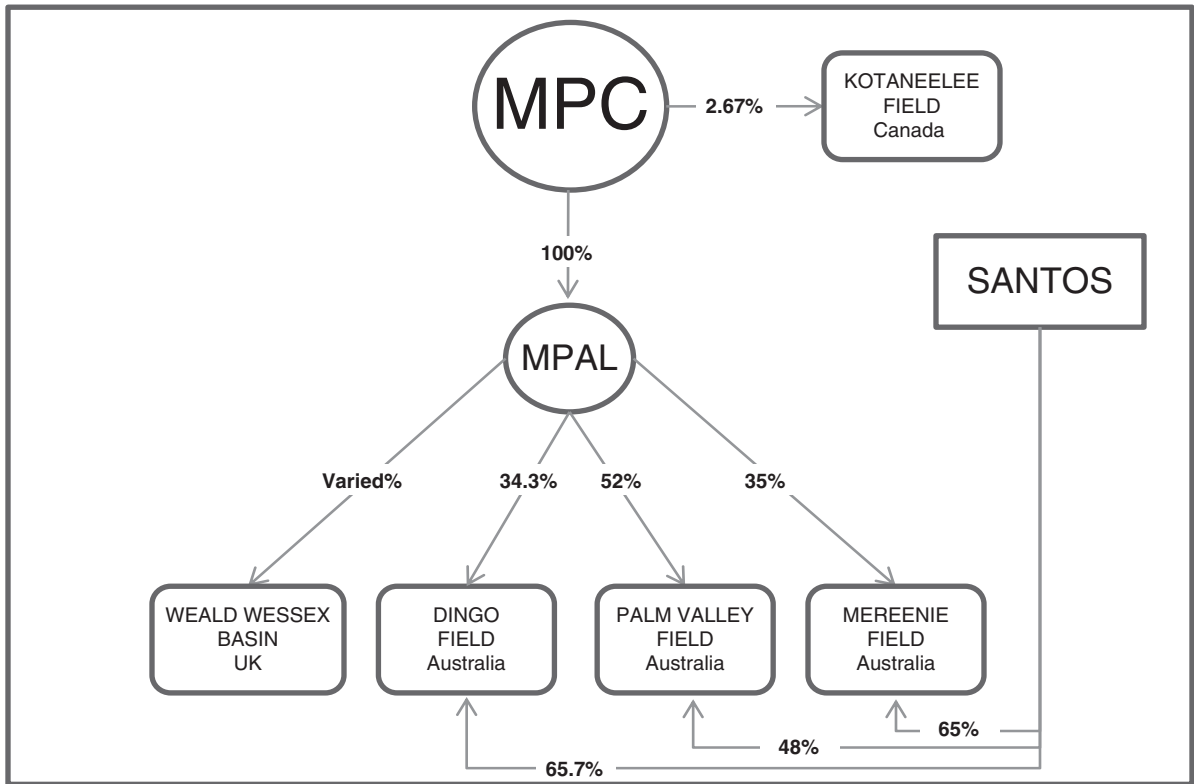 MPC
2.67%
KOTANEELEE
FIELD
Canada
100%
SANTOS
MPAL
Varied%
34.3%
52%
35%
WEALD WESSEX
BASIN
UK
DINGO
FIELD
Australia
PALM VALLEY
FIELD
Australia
MEREENIE
FIELD
Australia
65%
48%
65.7%